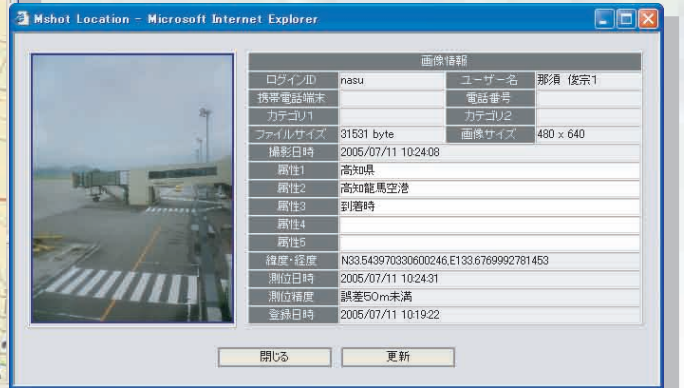 Mshot Location - Microsoft Internet Explorer
画像情報
ログインID nasu ユーザー名 那須 俊宗1
携帯電話端末 電話番号
カテゴリ1 カテゴリ2
ファイルサイズ 31531 byte 画像サイズ 480 x 640
撮影日時 2005/07/11 10:24:08
属性1 高知県
属性2 高知龍馬空港
属性3 到着時
属性4
属性5
緯度・経度 N33.543970330600246,E133.6769992781453
測位日時 2005/07/11 10:24:31
測位精度 誤差50m未満
登録日時 2005/07/11 10:19:22
閉じる 更新